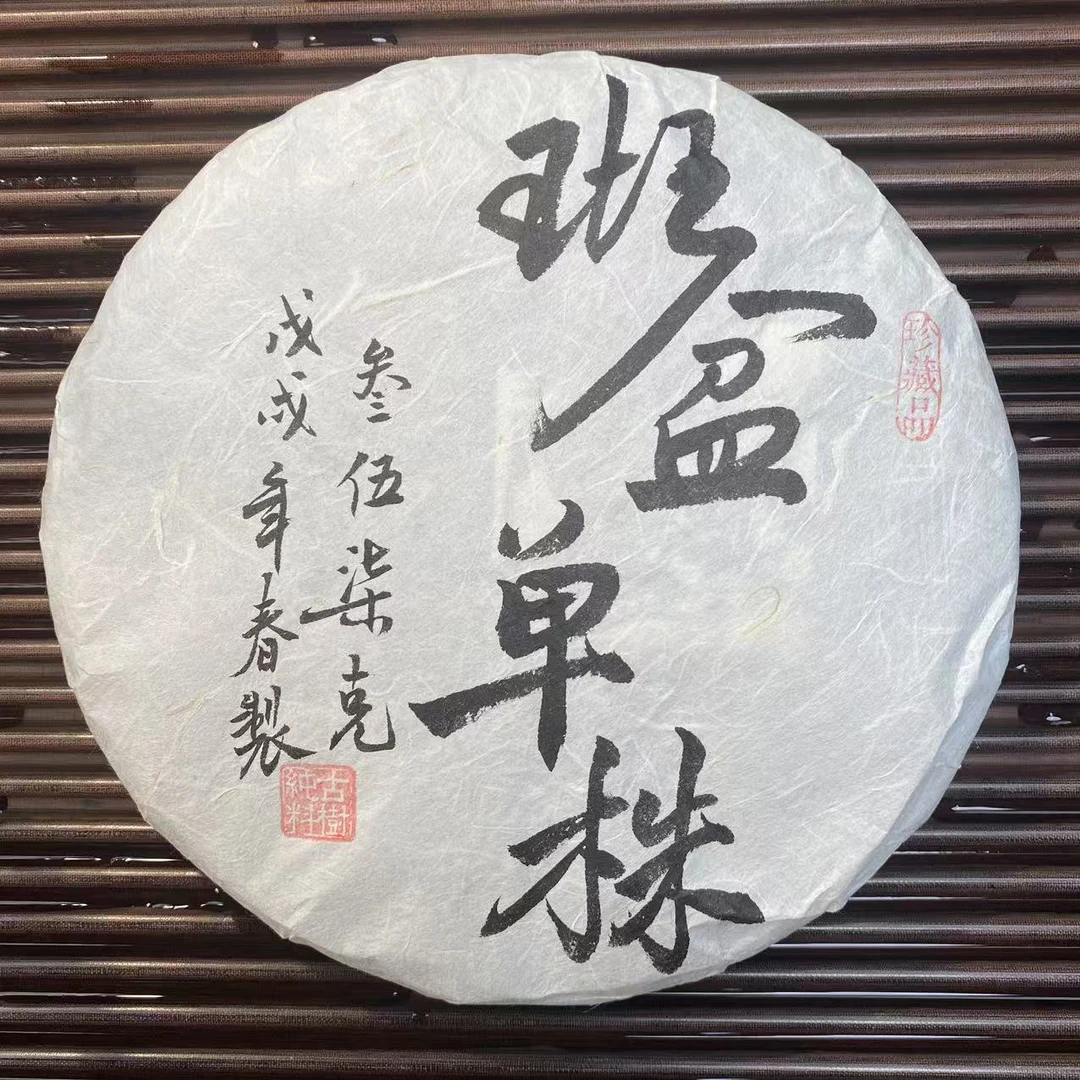 珍藏品
班盆单株
叁伍柒克
戊戌年春製
古樹
純料